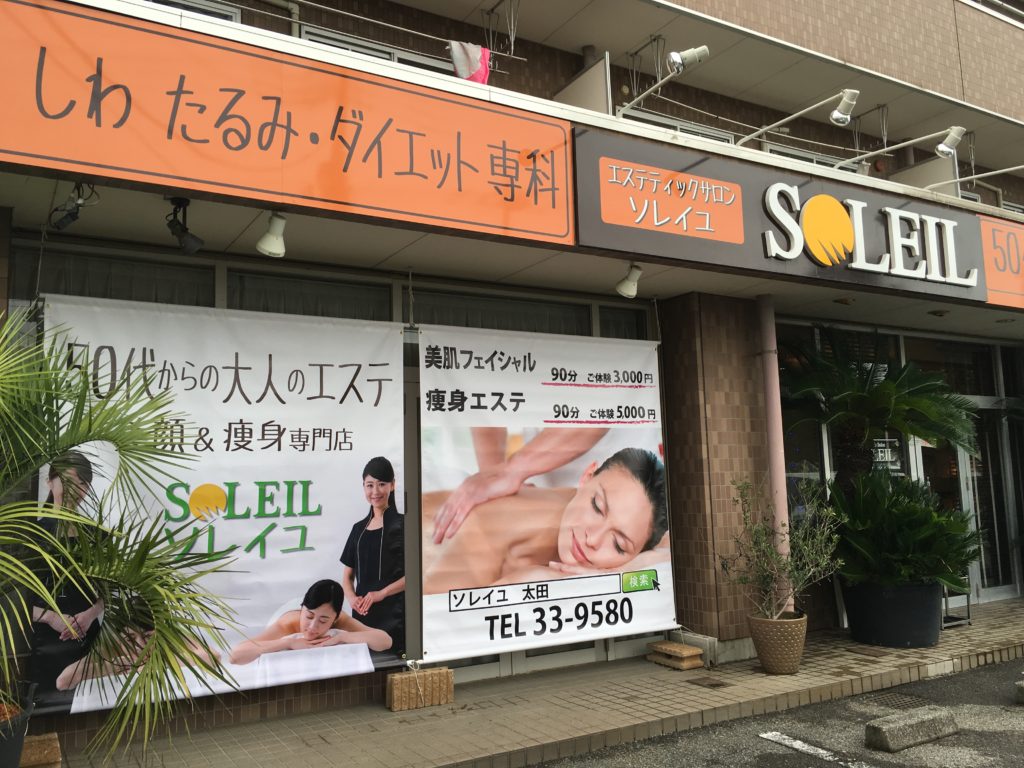 しわ たるみ・ダイエット専科
エステティックサロン
ソレイユ
SOLEIL
50
50代からの大人のエステ
顔 & 痩身専門店
SOLEIL
ソレイユ
美肌フェイシャル
90分 ご体験 3,000円
痩身エステ
90分 ご体験 5,000円
ソレイユ 太田
検索
TEL 33-9580